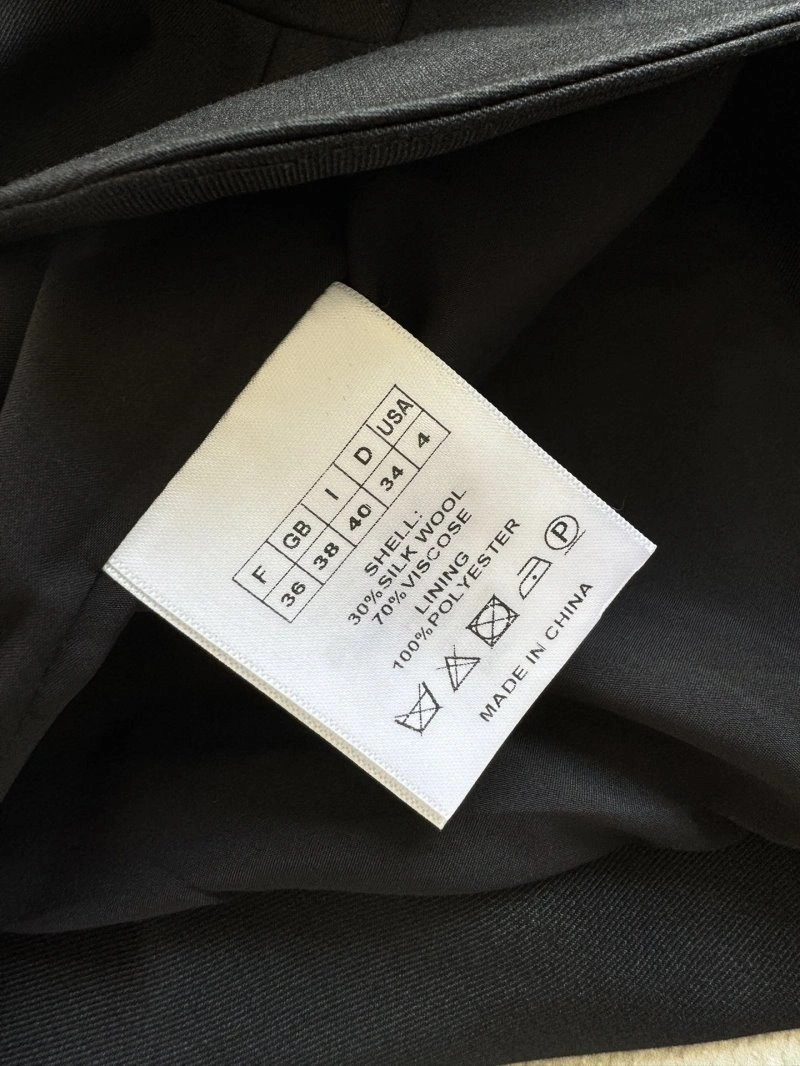 F GB I D USA
36 38 40 34 4
SHELL:
30%SILK WOOL
70%VISCOSE
LINING
100%POLYESTER
P
MADE IN CHINA